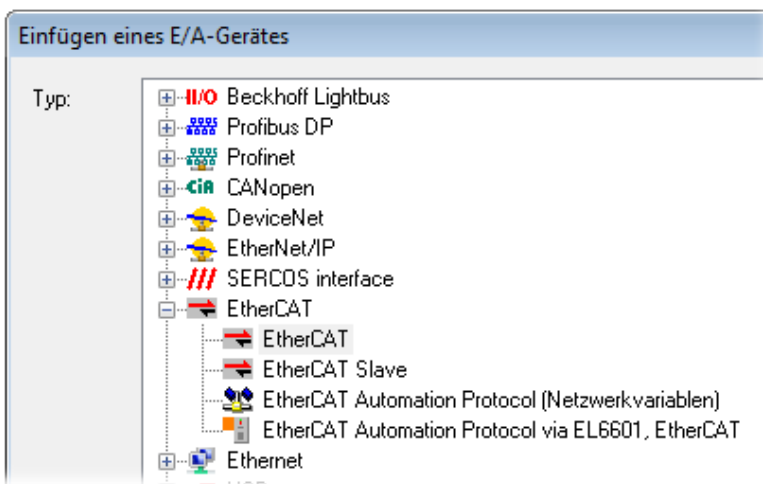 Einfügen eines E/A-Gerätes
Typ:
II/O Beckhoff Lightbus
Profibus DP
Profinet
CiA CANopen
DeviceNet
EtherNet/IP
SERCOS interface
EtherCAT
EtherCAT
EtherCAT Slave
EtherCAT Automation Protocol (Netzwerkvariablen)
EtherCAT Automation Protocol via EL6601, EtherCAT
Ethernet